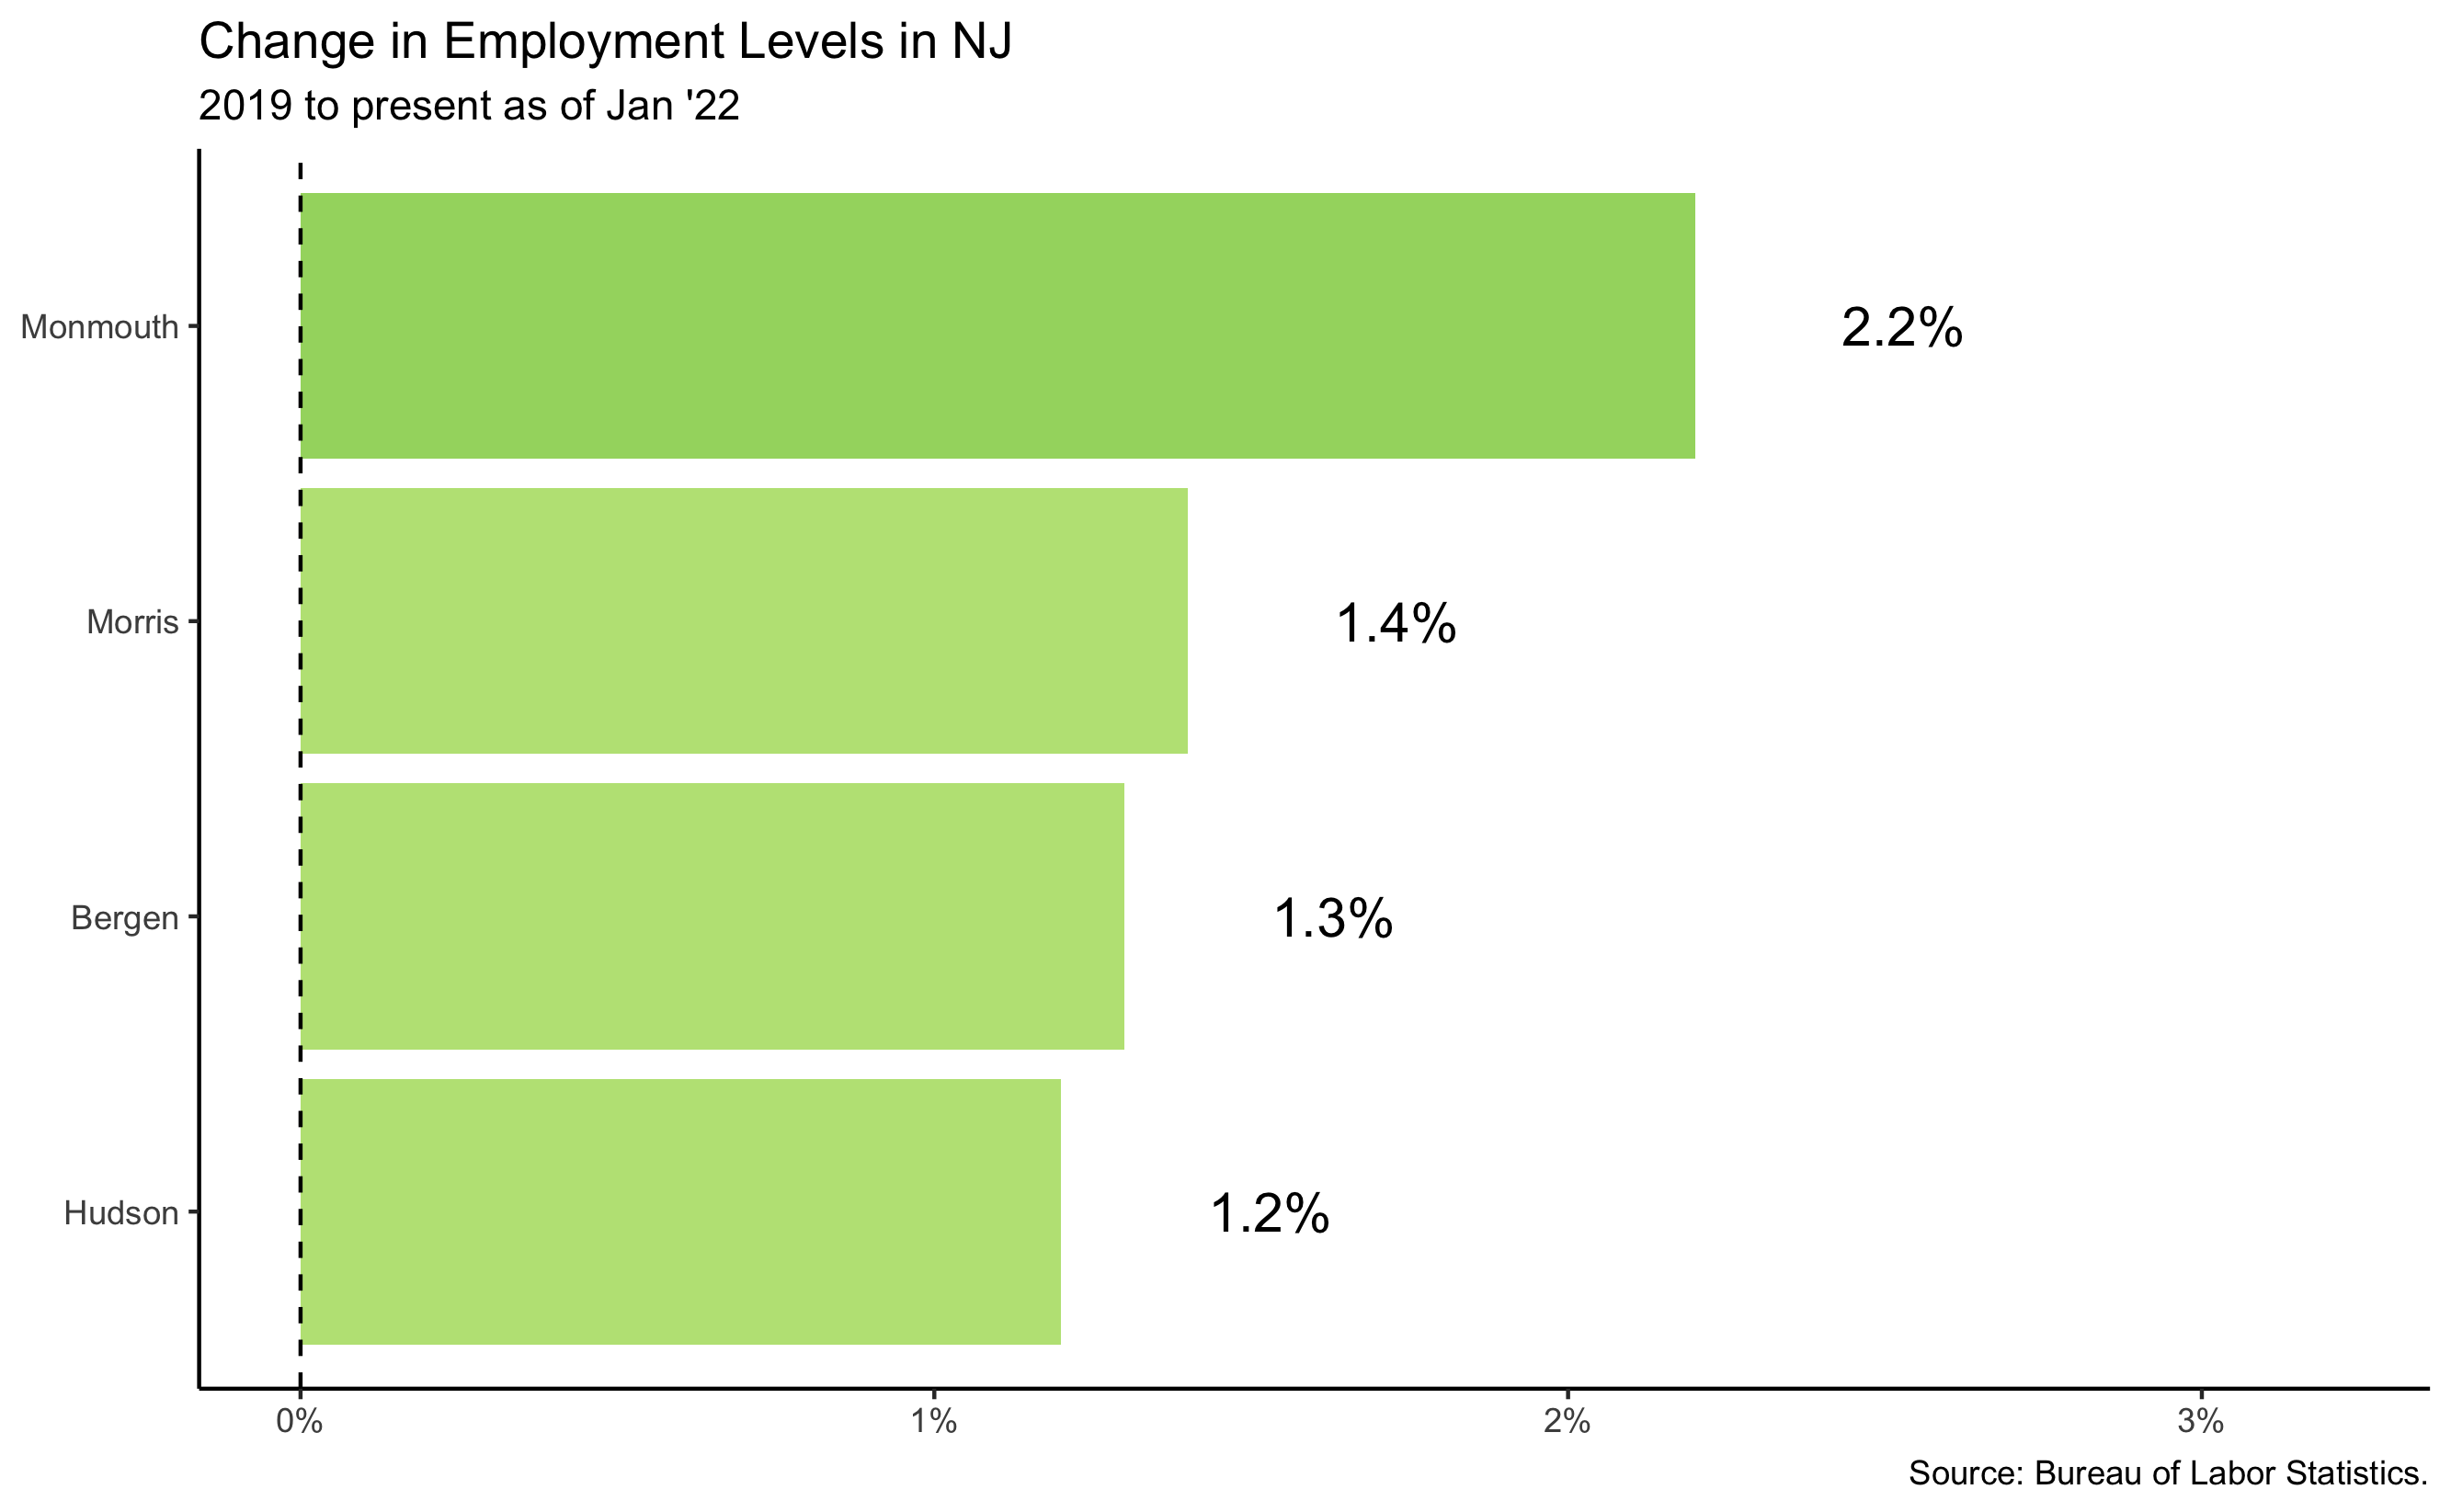 Change in Employment Levels in NJ
2019 to present as of Jan '22
Monmouth
2.2%
Morris
1.4%
Bergen
1.3%
Hudson
1.2%
0% 1% 2% 3%
Source: Bureau of Labor Statistics.